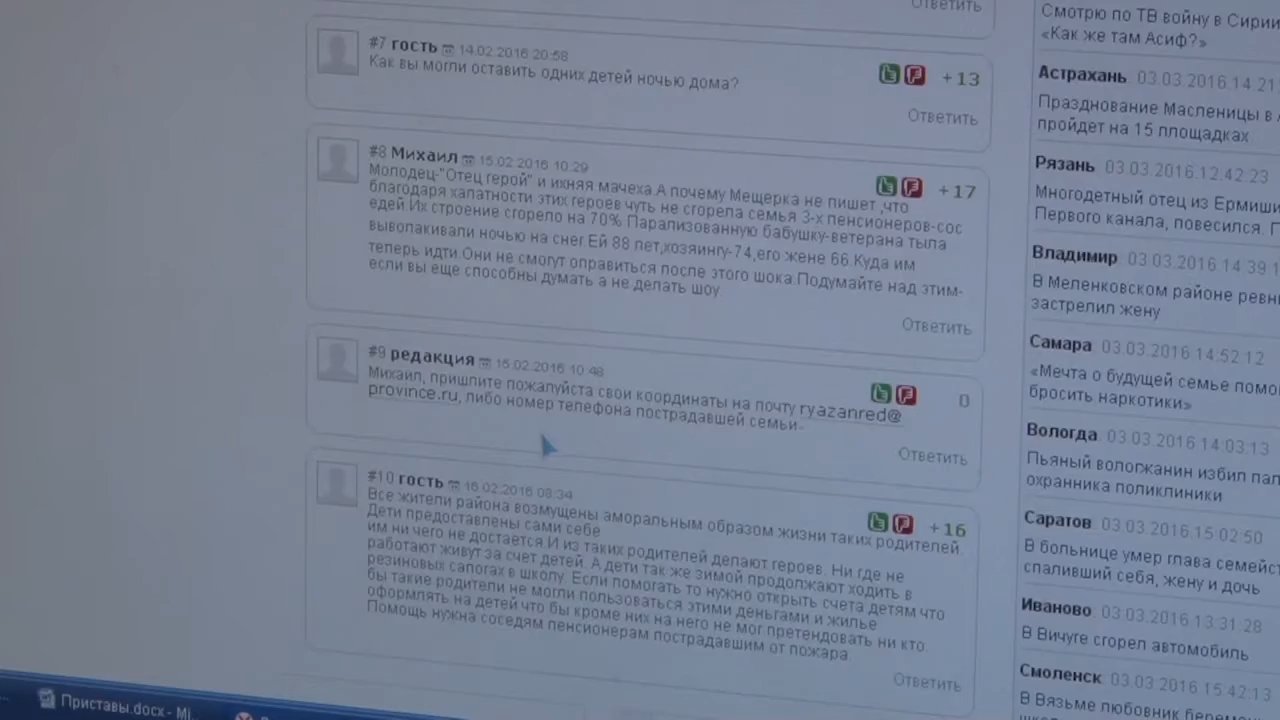 Ответить
#7 гость 14.02.2016 20:58
Как вы могли оставить одних детей ночью дома?
+13
Ответить
#8 Михаил 15.02.2016 10:29
Молодец-"Отец герой" и ихняя мачеха.А почему Мещерка не пишет ,что
благодаря халатности этих героев чуть не сгорела семья 3-х пенсионеров-сос
едей.Их строение сгорело на 70%.Парализованную бабушку-ветерана тыла
выволакивали ночью на снег.Ей 88 лет,хозяингу-74,его жене 66.Куда им
теперь идти.Они не смогут оправиться после этого шока.Подумайте над этим-
если вы еще способны думать а не делать шоу.
+17
Ответить
#9 редакция 15.02.2016 10:48
Михаил, пришлите пожалуйста свои координаты на почту ryazanred@
province.ru, либо номер телефона пострадавшей семьи-
0
Ответить
#10 гость 16.02.2016 08:34
Все жители района возмущены аморальным образом жизни таких родителей.
Дети предоставлены сами себе
им ни чего не достается.И из таких родителей делают героев. Ни где не
работают живут за счет детей. А дети так же зимой продолжают ходить в
резиновых сапогах в школу. Если помогать то нужно открыть счета детям что
бы такие родители не могли пользоваться этими деньгами и жилье
оформлять на детей что бы кроме них на него не мог претендовать ни кто.
Помощь нужна соседям пенсионерам пострадавшим от пожара.
+16
Ответить
Смотрю по ТВ войну в Сирии
«Как же там Асиф?»
Астрахань 03.03.2016 14:21
Празднование Масленицы в
пройдет на 15 площадках
Рязань 03.03.2016 12:42:23
Многодетный отец из Ермиши
Первого канала, повесился.
Владимир 03.03.2016 14:39:1
В Меленковском районе ревни
застрелил жену
Самара 03.03.2016 14:52:12
«Мечта о будущей семье помо
бросить наркотики»
Вологда 03.03.2016 14:03:13
Пьяный вологжанин избил пал
охранника поликлиники
Саратов 03.03.2016 15:02:50
В больнице умер глава семейст
спаливший себя, жену и дочь
Иваново 03.03.2016 13:31:28
В Вичуге сгорел автомобиль
Смоленск 03.03.2016 15:42:13
В Вязьме любовник береме
Приставы.docx - Mi...